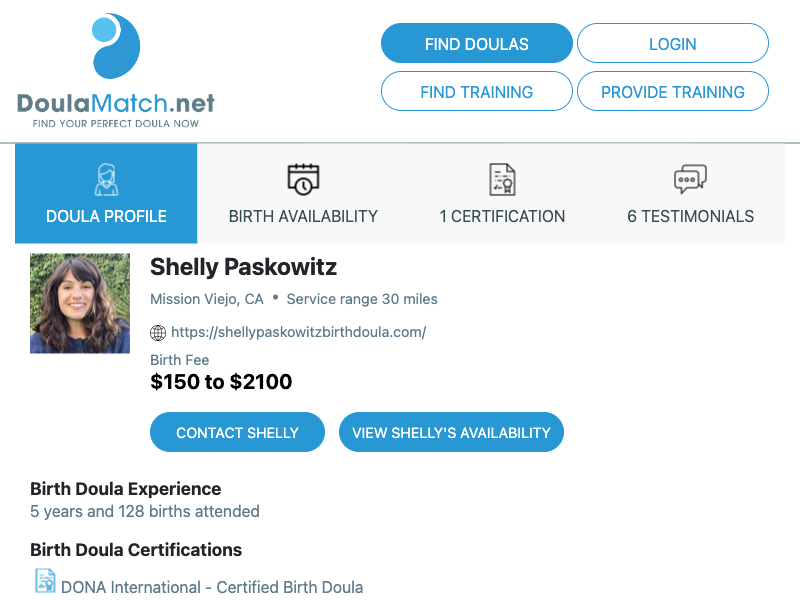 DoulaMatch.net
FIND YOUR PERFECT DOULA NOW
FIND DOULAS
LOGIN
FIND TRAINING
PROVIDE TRAINING
DOULA PROFILE
BIRTH AVAILABILITY
1 CERTIFICATION
6 TESTIMONIALS
Shelly Paskowitz
Mission Viejo, CA • Service range 30 miles
https://shellypaskowitzbirthdoula.com/
Birth Fee
$150 to $2100
CONTACT SHELLY
VIEW SHELLY'S AVAILABILITY
Birth Doula Experience
5 years and 128 births attended
Birth Doula Certifications
DONA International - Certified Birth Doula